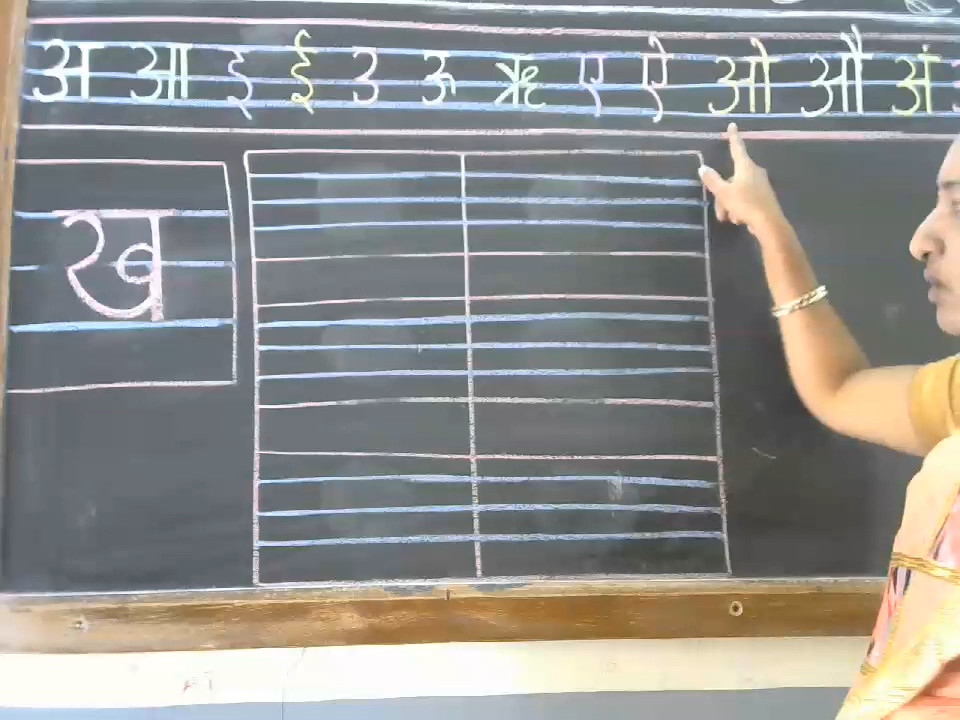 अ आ इ ई उ ऊ ऋ ए ऐ ओ औ अं
ख